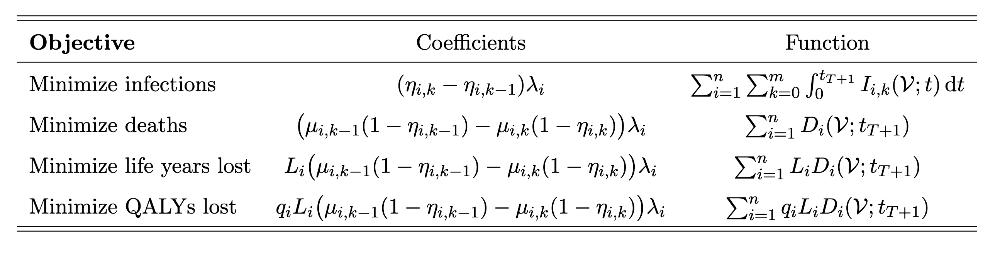 Objective Coefficients Function
Minimize infections $(\eta_{i,k} - \eta_{i,k-1})\lambda_i$ $\sum_{i=1}^{n} \sum_{k=0}^{m} \int_0^{t_{T+1}} I_{i,k}(\mathcal{V}; t)\, \mathrm{d}t$
Minimize deaths $\big(\mu_{i,k-1}(1 - \eta_{i,k-1}) - \mu_{i,k}(1 - \eta_{i,k})\big)\lambda_i$ $\sum_{i=1}^{n} D_i(\mathcal{V}; t_{T+1})$
Minimize life years lost $L_i\big(\mu_{i,k-1}(1 - \eta_{i,k-1}) - \mu_{i,k}(1 - \eta_{i,k})\big)\lambda_i$ $\sum_{i=1}^{n} L_i D_i(\mathcal{V}; t_{T+1})$
Minimize QALYs lost $q_i L_i\big(\mu_{i,k-1}(1 - \eta_{i,k-1}) - \mu_{i,k}(1 - \eta_{i,k})\big)\lambda_i$ $\sum_{i=1}^{n} q_i L_i D_i(\mathcal{V}; t_{T+1})$